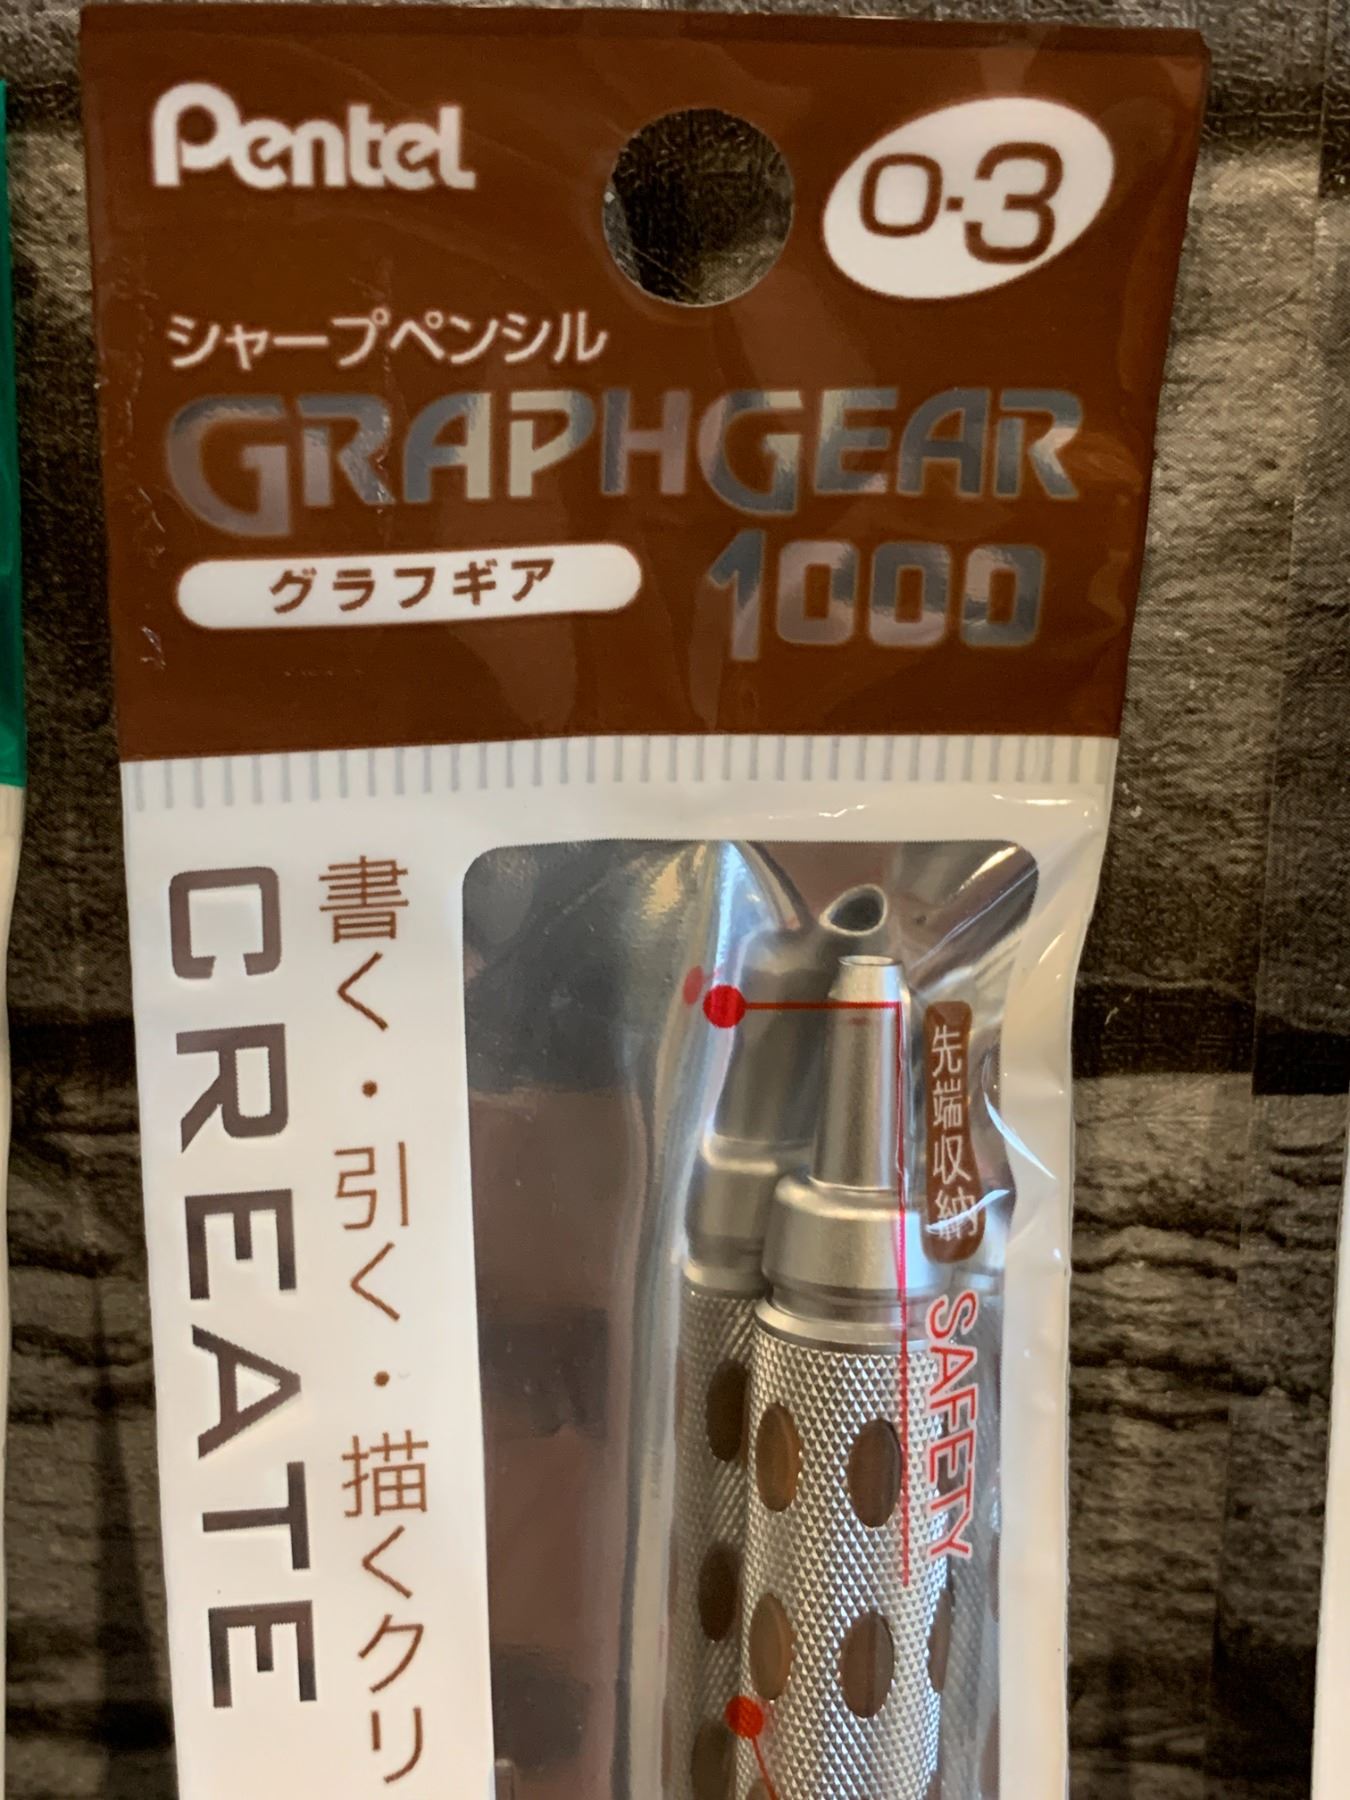 Pentel
0.3
シャープペンシル
GRAPHGEAR
グラフギア
1000
書く・引く・描くクリ
CREATE
先端収納
SAFETY